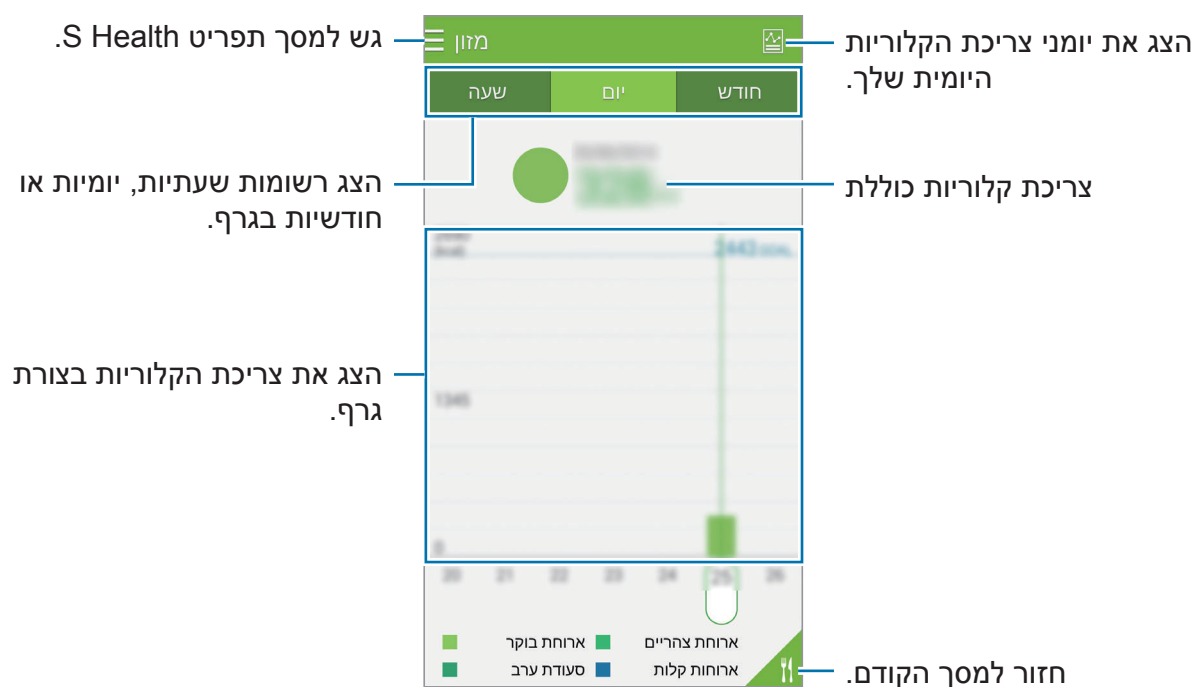 גש למסך תפריט S Health.
הצג רשומות שעתיות, יומיות או
חודשיות בגרף.
הצג את צריכת הקלוריות בצורת
גרף.
מזון
שעה
יום
חודש
2443
1345
0
20 21 22 23 24 25 26
ארוחת בוקר
ארוחת צהריים
סעודת ערב
ארוחות קלות
הצג את יומני צריכת הקלוריות
היומית שלך.
צריכת קלוריות כוללת
חזור למסך הקודם.